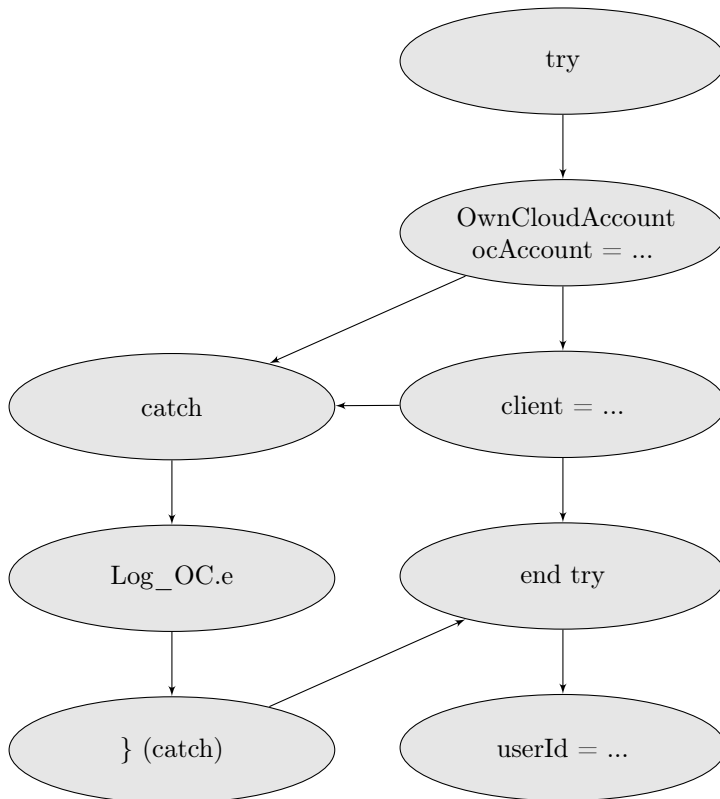 try
OwnCloudAccount
ocAccount = ...
catch
client = ...
Log_OC.e
end try
} (catch)
userId = ...